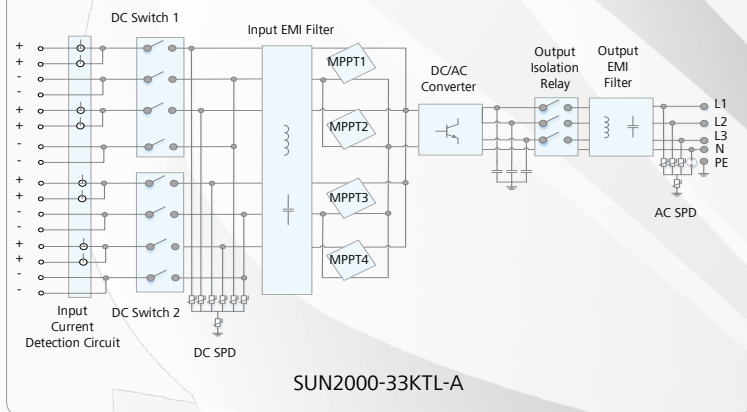 DC Switch 1
Input EMI Filter
+
+
-
-
+
+
-
-
+
+
-
-
+
+
-
-
MPPT1
MPPT2
MPPT3
MPPT4
DC/AC
Converter
Output
Isolation
Relay
Output
EMI
Filter
L1
L2
L3
N
PE
AC SPD
Input
Current
Detection Circuit
DC Switch 2
DC SPD
SUN2000-33KTL-A